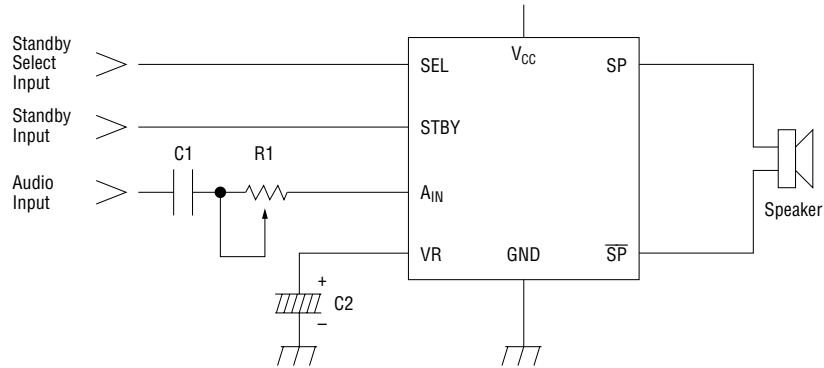 Standby
Select
Input
Standby
Input
Audio
Input
C1
R1
SEL
STBY
AIN
VR
VCC
GND
SP
SP
Speaker
+
C2
–